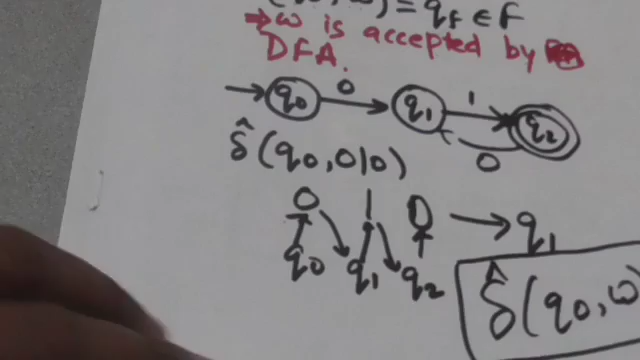 (q0, w) = qf ∈ F
⇒ w is accepted by
DFA.
→ q0 0 → q1 1 → q2
0
δ̂(q0, 010)
0 1 0 → q1
q0 q1 q2
δ̂(q0, w